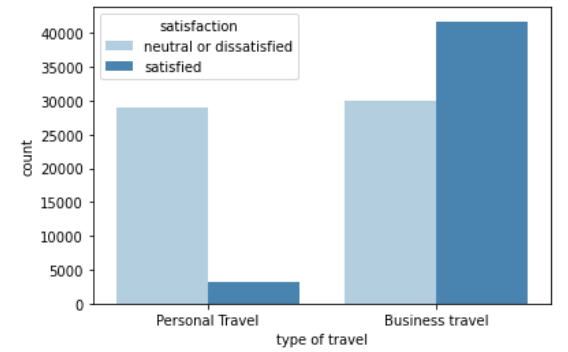 satisfaction
neutral or dissatisfied
satisfied
40000
35000
30000
25000
20000
15000
10000
5000
0
count
Personal Travel
Business travel
type of travel